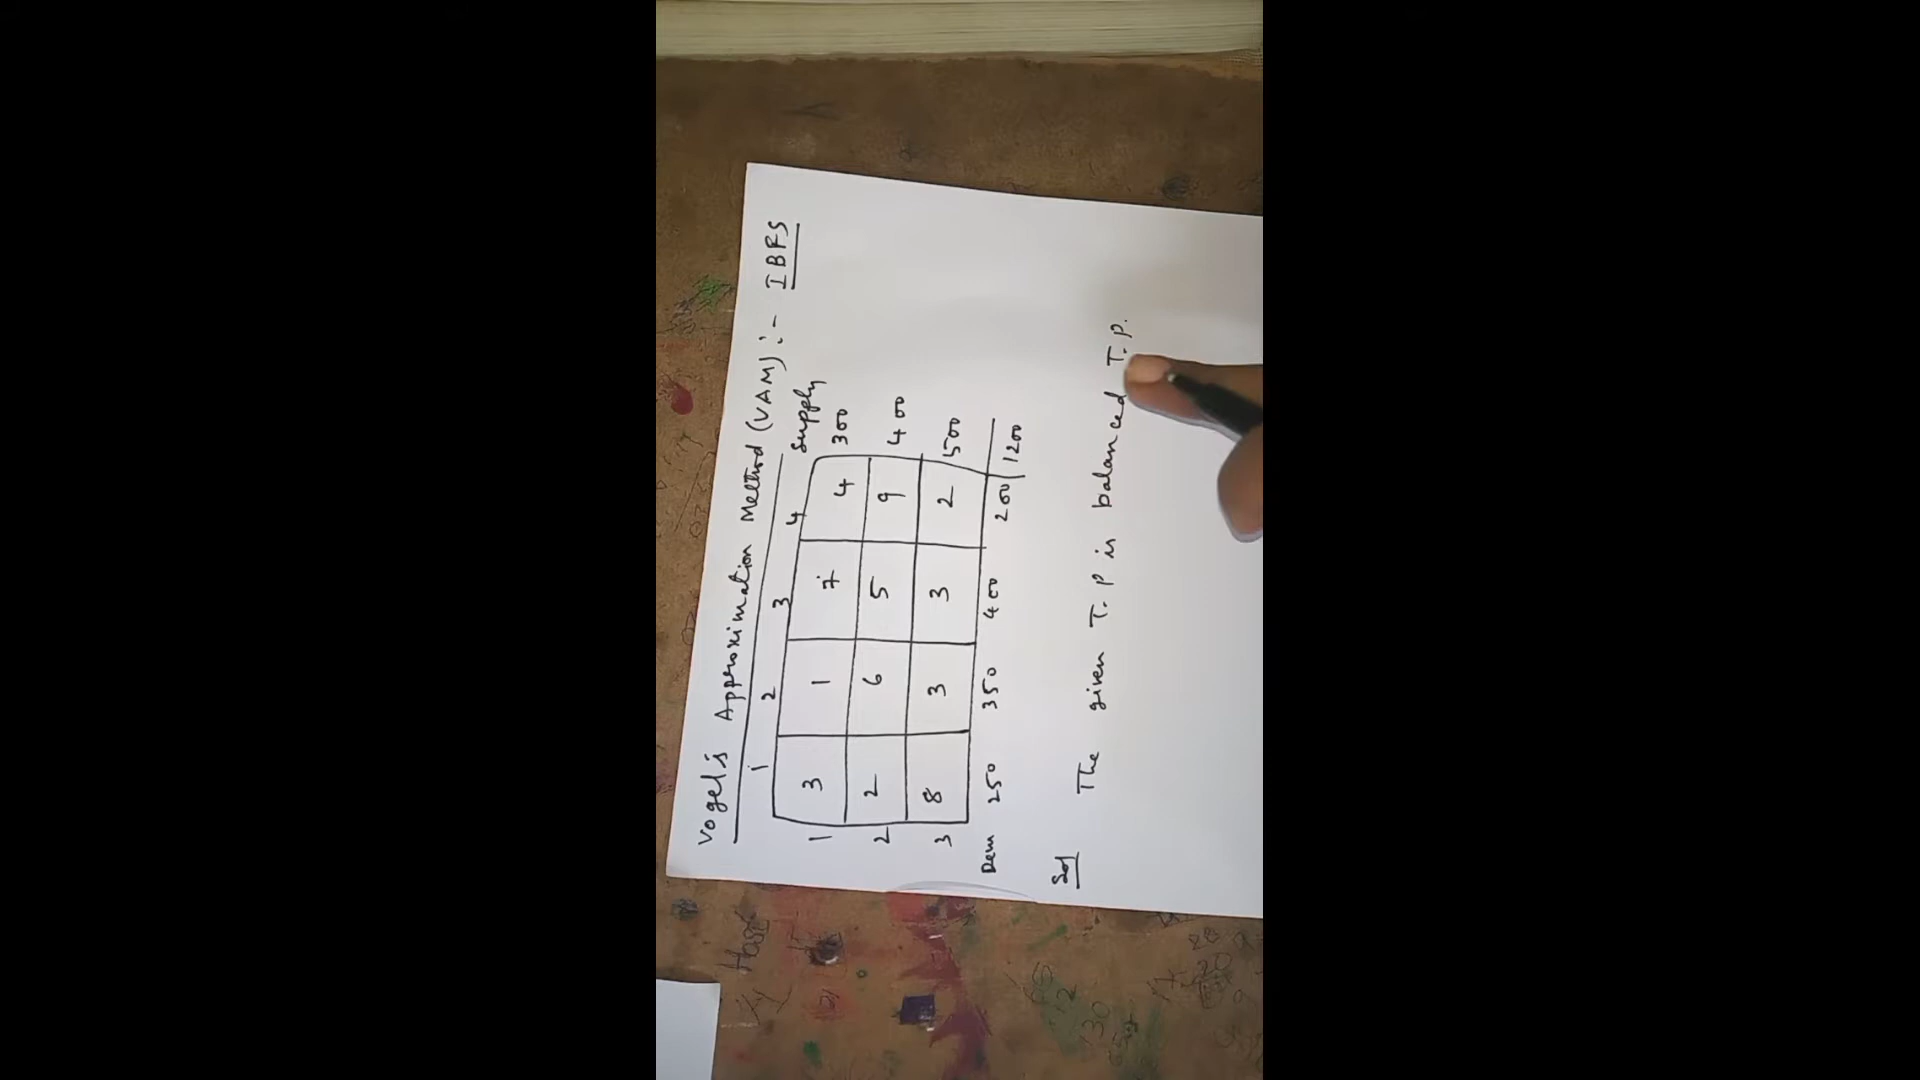 Vogel's Approximation Method (VAM) :- IBFS
1 2 3 4 Supply
1 3 1 7 4 300
2 2 6 5 9 400
3 8 3 3 2 500
Dem 250 350 400 200 1200
Sol The given T.P is balanced T.P.